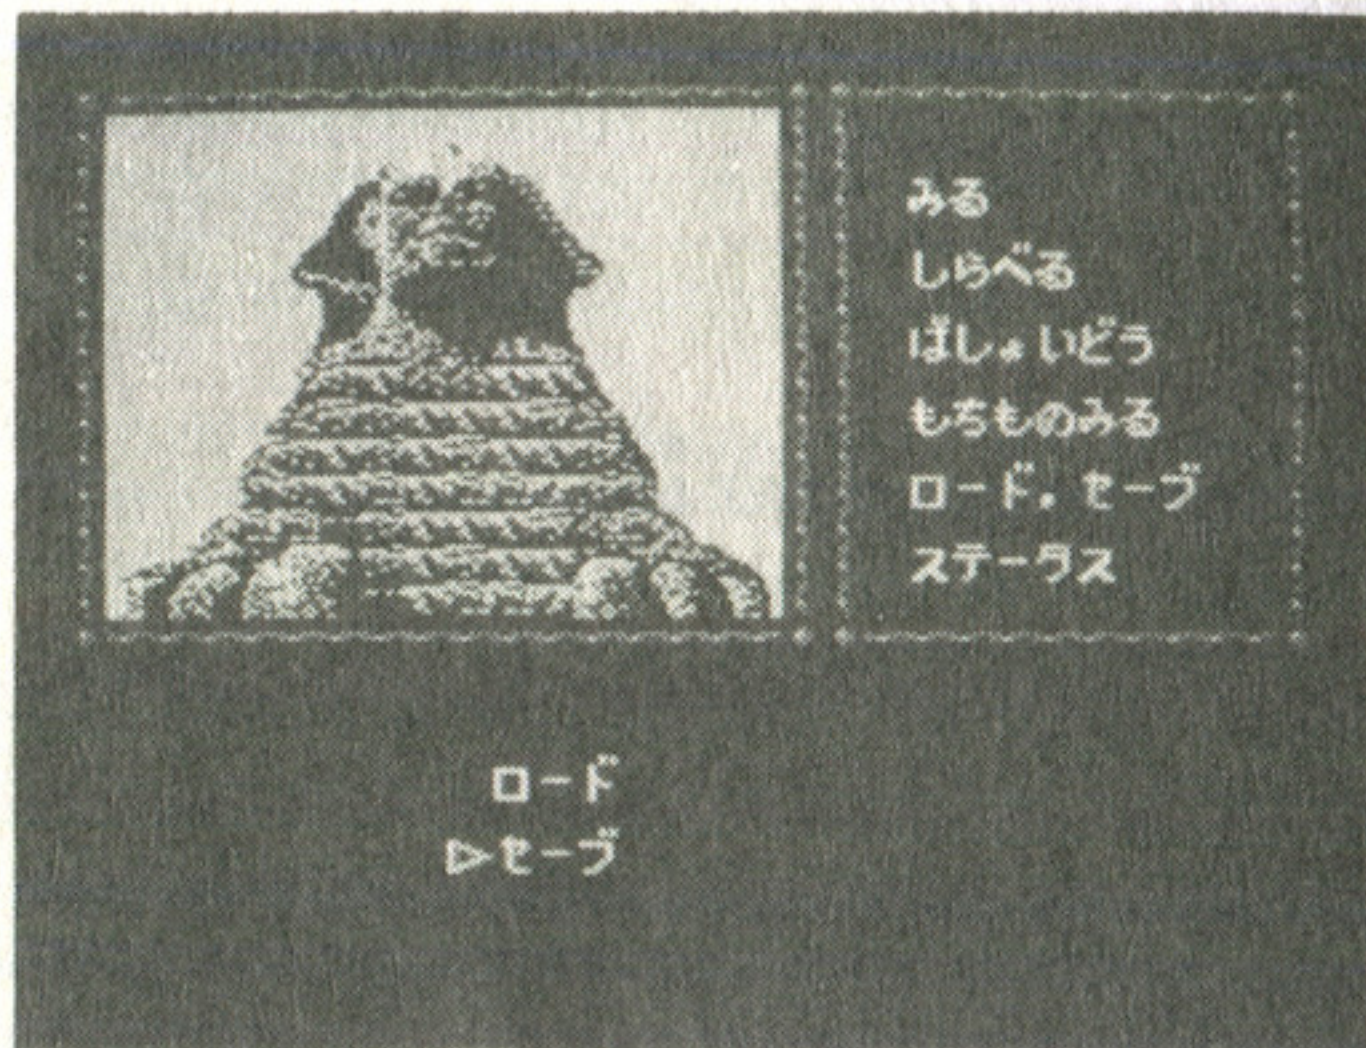 みる
しらべる
ばしょいどう
もちものみる
ロード・セーブ
ステータス
ロード
▷セーブ